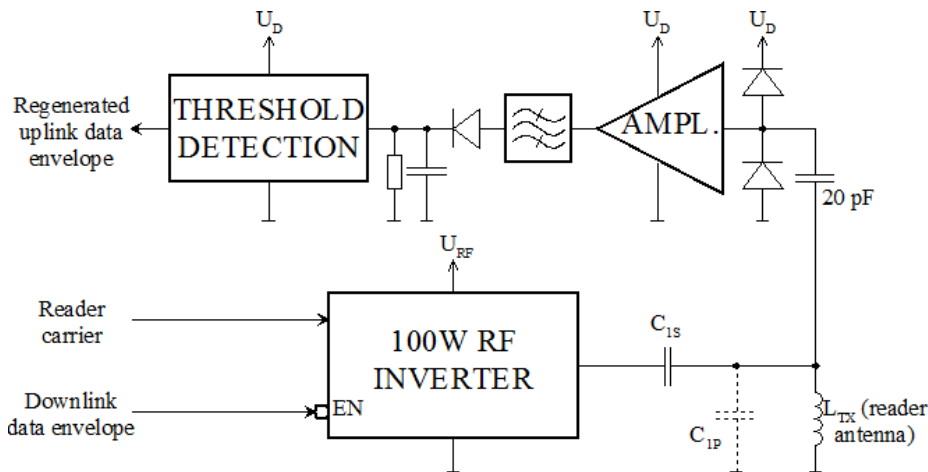 U_D
U_D
U_D
Regenerated
uplink data
envelope
THRESHOLD
DETECTION
AMPL.
20 pF
U_RF
Reader
carrier
100W RF
INVERTER
Downlink
data envelope
EN
C_1S
C_1P
L_TX (reader
antenna)